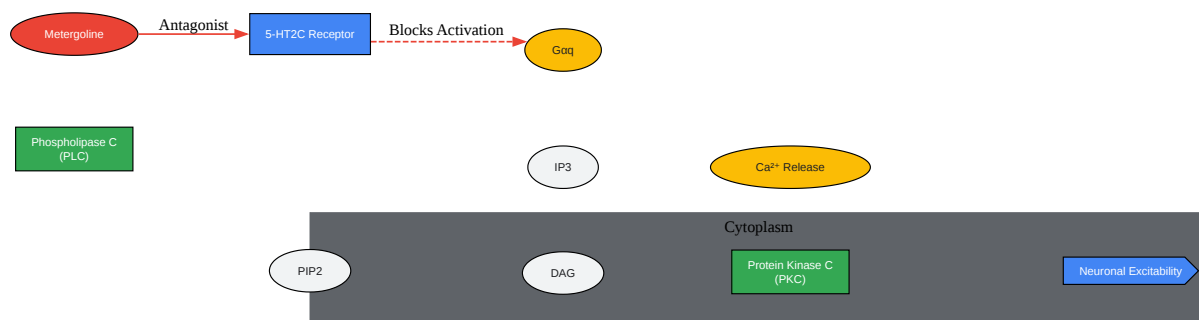 Metergoline
Antagonist
5-HT2C Receptor
Blocks Activation
Gαq
Phospholipase C
(PLC)
IP3
Ca²⁺ Release
Cytoplasm
PIP2
DAG
Protein Kinase C
(PKC)
Neuronal Excitability